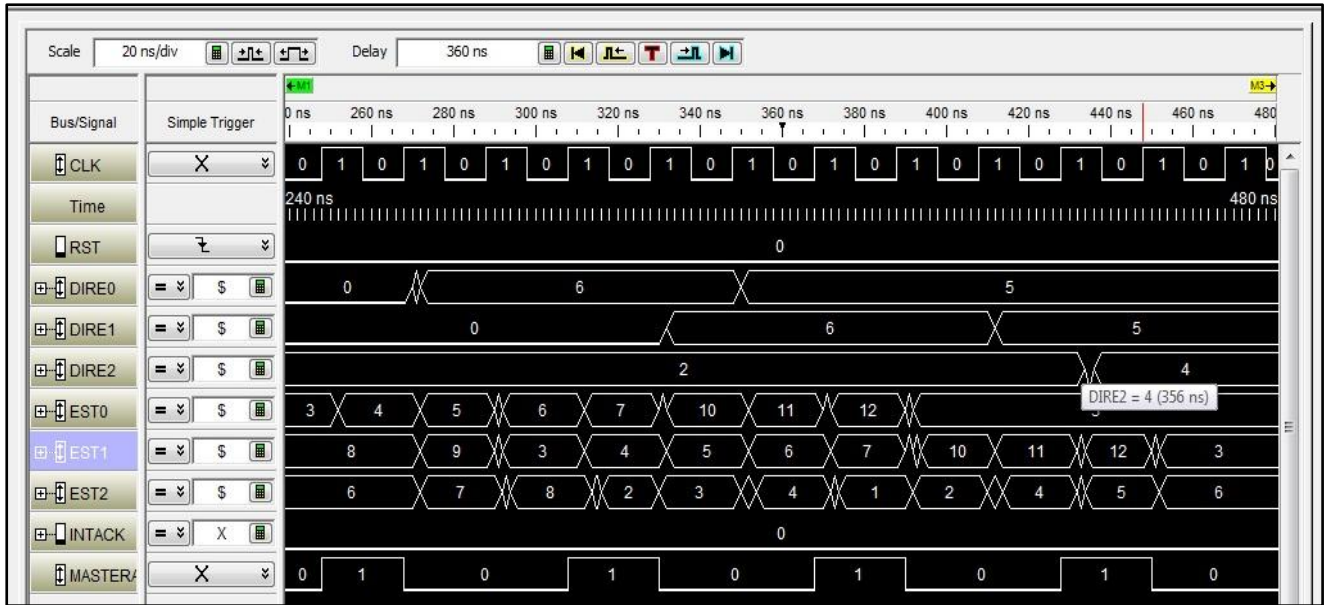 Scale 20 ns/div Delay 360 ns T
M1 M3
Bus/Signal Simple Trigger 0 ns 260 ns 280 ns 300 ns 320 ns 340 ns 360 ns 380 ns 400 ns 420 ns 440 ns 460 ns 480
CLK X 0 1 0 1 0 1 0 1 0 1 0 1 0 1 0 1 0 1 0 1 0 1 0 1 0
Time 240 ns 480 ns
RST 0
DIRE0 = $ 0 6 5
DIRE1 = $ 0 6 5
DIRE2 = $ 2 4
DIRE2 = 4 (356 ns)
EST0 = $ 3 4 5 6 7 10 11 12
EST1 = $ 8 9 3 4 5 6 7 10 11 12 3
EST2 = $ 6 7 8 2 3 4 1 2 4 5 6
INTACK = X 0
MASTERA X 0 1 0 1 0 1 0 1 0